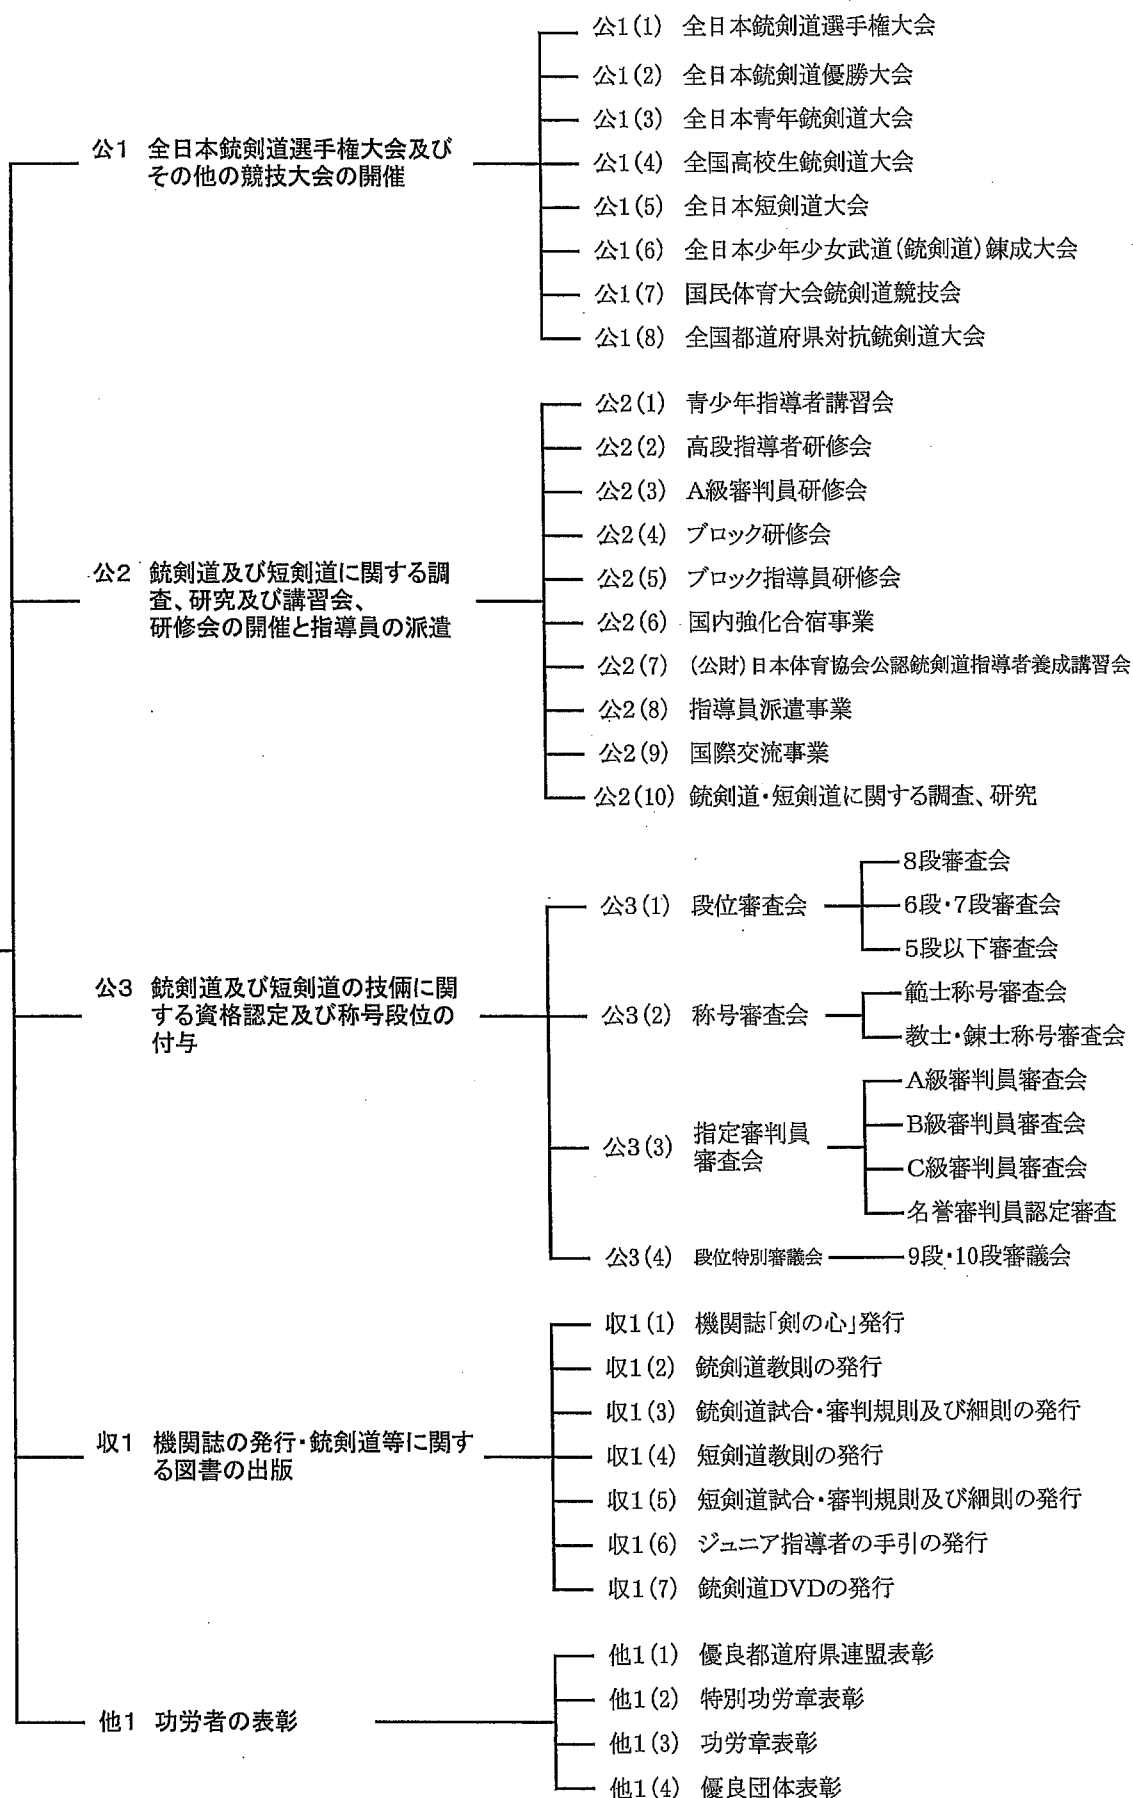 公1 全日本銃剣道選手権大会及び
その他の競技大会の開催
公1(1) 全日本銃剣道選手権大会
公1(2) 全日本銃剣道優勝大会
公1(3) 全日本青年銃剣道大会
公1(4) 全国高校生銃剣道大会
公1(5) 全日本短剣道大会
公1(6) 全日本少年少女武道(銃剣道)錬成大会
公1(7) 国民体育大会銃剣道競技会
公1(8) 全国都道府県対抗銃剣道大会
公2 銃剣道及び短剣道に関する調
査、研究及び講習会、
研修会の開催と指導員の派遣
公2(1) 青少年指導者講習会
公2(2) 高段指導者研修会
公2(3) A級審判員研修会
公2(4) ブロック研修会
公2(5) ブロック指導員研修会
公2(6) 国内強化合宿事業
公2(7) (公財)日本体育協会公認銃剣道指導者養成講習会
公2(8) 指導員派遣事業
公2(9) 国際交流事業
公2(10) 銃剣道・短剣道に関する調査、研究
公3 銃剣道及び短剣道の技倆に関
する資格認定及び称号段位の
付与
公3(1) 段位審査会
8段審査会
6段・7段審査会
5段以下審査会
公3(2) 称号審査会
範士称号審査会
教士・錬士称号審査会
公3(3) 指定審判員
審査会
A級審判員審査会
B級審判員審査会
C級審判員審査会
名誉審判員認定審査
公3(4) 段位特別審議会
9段・10段審議会
収1 機関誌の発行・銃剣道等に関す
る図書の出版
収1(1) 機関誌「剣の心」発行
収1(2) 銃剣道教則の発行
収1(3) 銃剣道試合・審判規則及び細則の発行
収1(4) 短剣道教則の発行
収1(5) 短剣道試合・審判規則及び細則の発行
収1(6) ジュニア指導者の手引の発行
収1(7) 銃剣道DVDの発行
他1 功労者の表彰
他1(1) 優良都道府県連盟表彰
他1(2) 特別功労章表彰
他1(3) 功労章表彰
他1(4) 優良団体表彰